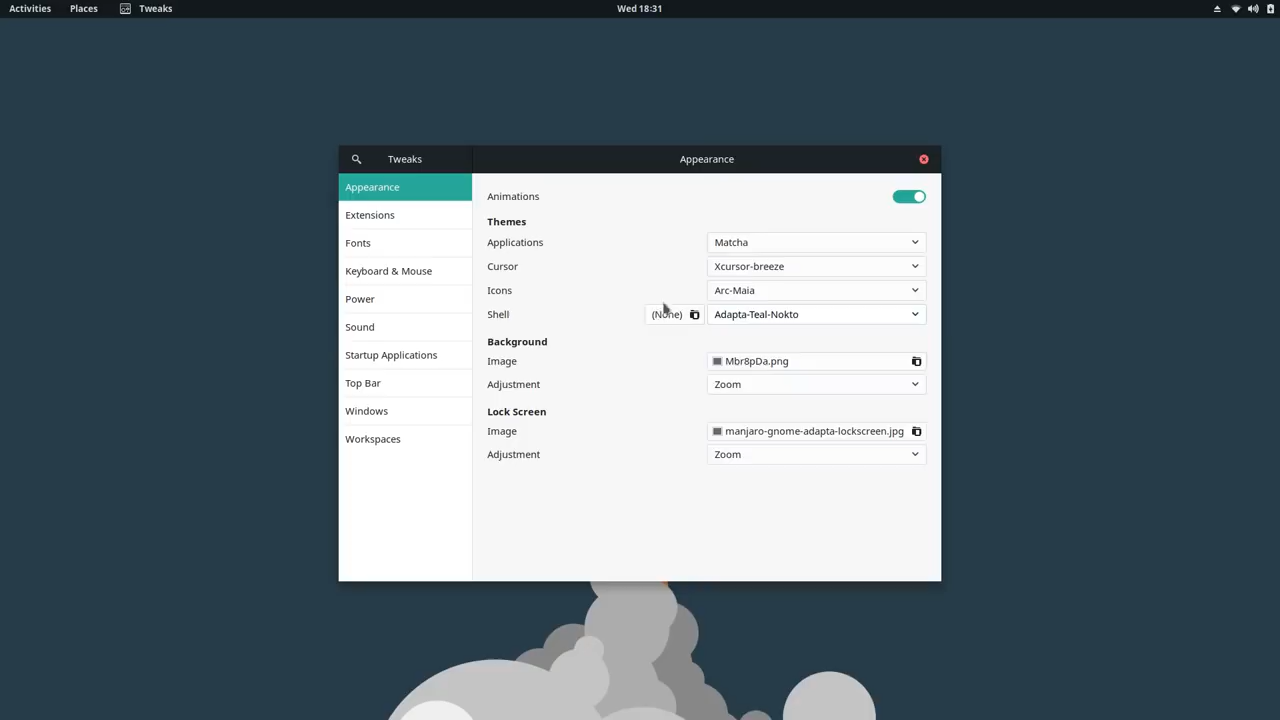 Activities Places Tweaks Wed 18:31
Tweaks Appearance
Appearance
Extensions
Fonts
Keyboard & Mouse
Power
Sound
Startup Applications
Top Bar
Windows
Workspaces
Animations
Themes
Applications Matcha
Cursor Xcursor-breeze
Icons Arc-Maia
Shell (None) Adapta-Teal-Nokto
Background
Image Mbr8pDa.png
Adjustment Zoom
Lock Screen
Image manjaro-gnome-adapta-lockscreen.jpg
Adjustment Zoom